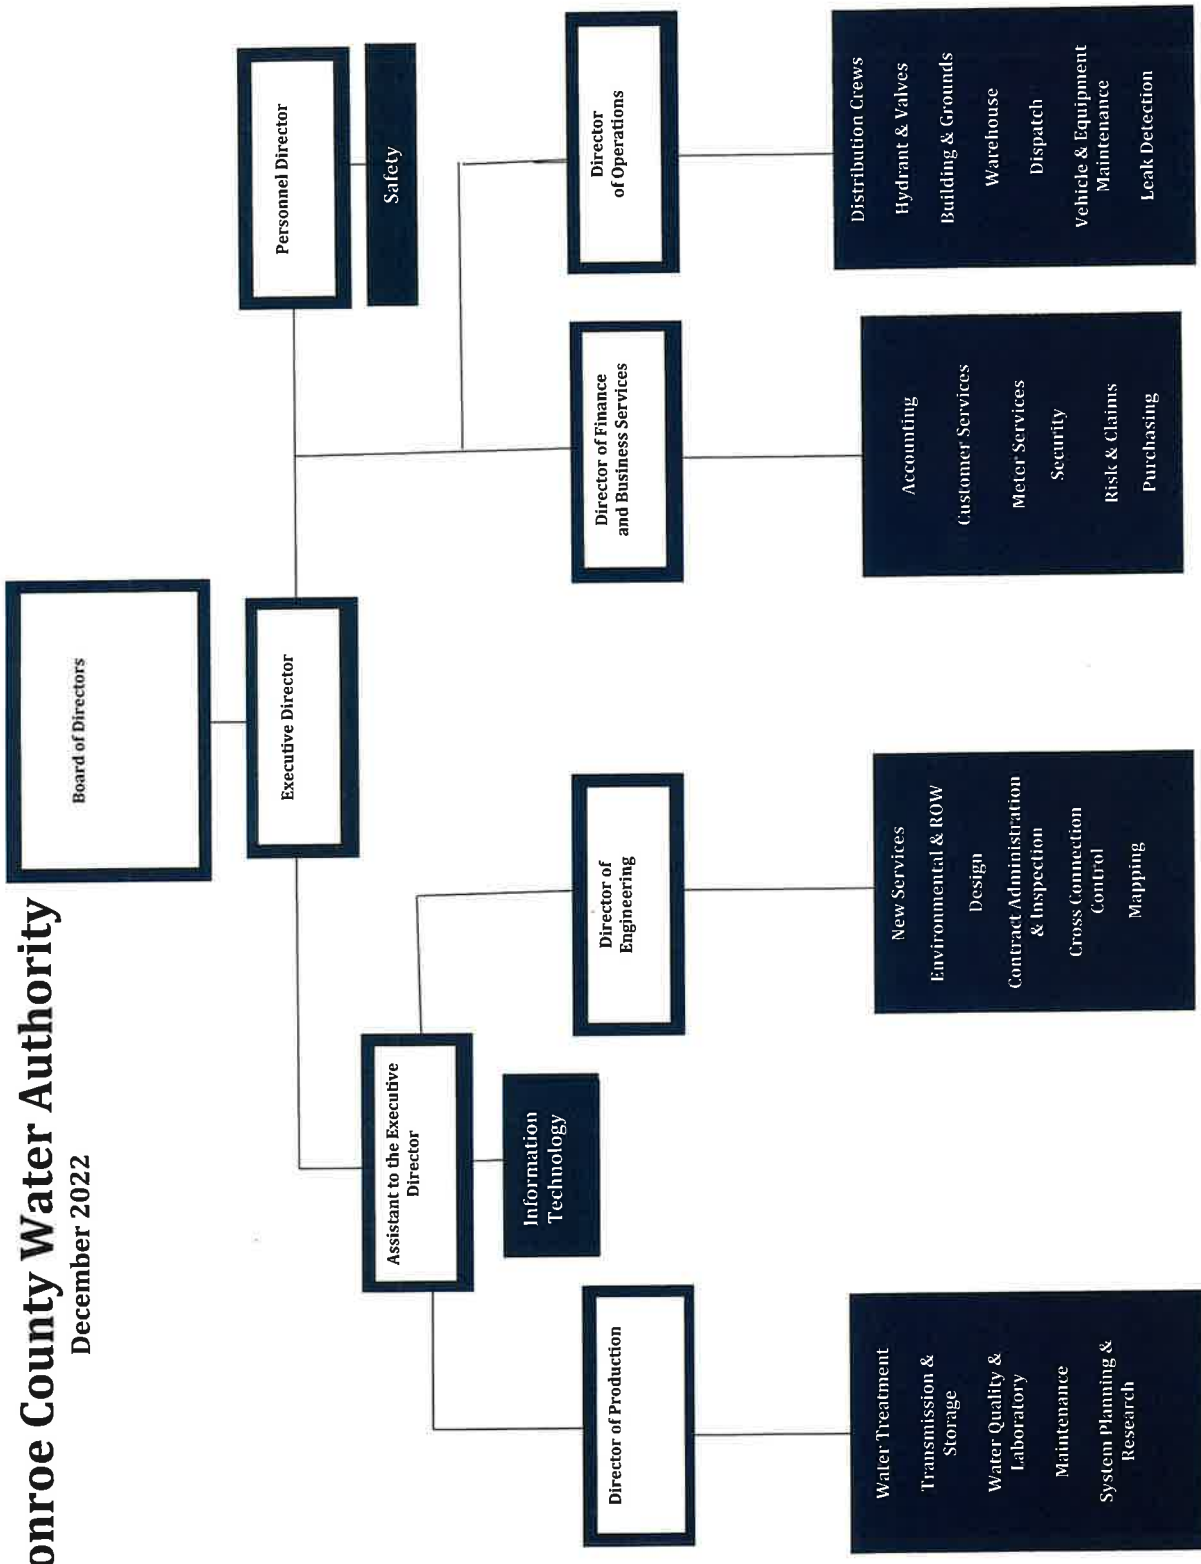 onroe County Water Authority
December 2022
Board of Directors
Executive Director
Personnel Director
Safety
Assistant to the Executive
Director
Information
Technology
Director of Production
Director of
Engineering
Director of Finance
and Business Services
Director
of Operations
Water Treatment
Transmission &
Storage
Water Quality &
Laboratory
Maintenance
System Planning &
Research
New Services
Environmental & ROW
Design
Contract Administration
& Inspection
Cross Connection
Control
Mapping
Accounting
Customer Services
Meter Services
Security
Risk & Claims
Purchasing
Distribution Crews
Hydrant & Valves
Building & Grounds
Warehouse
Dispatch
Vehicle & Equipment
Maintenance
Leak Detection